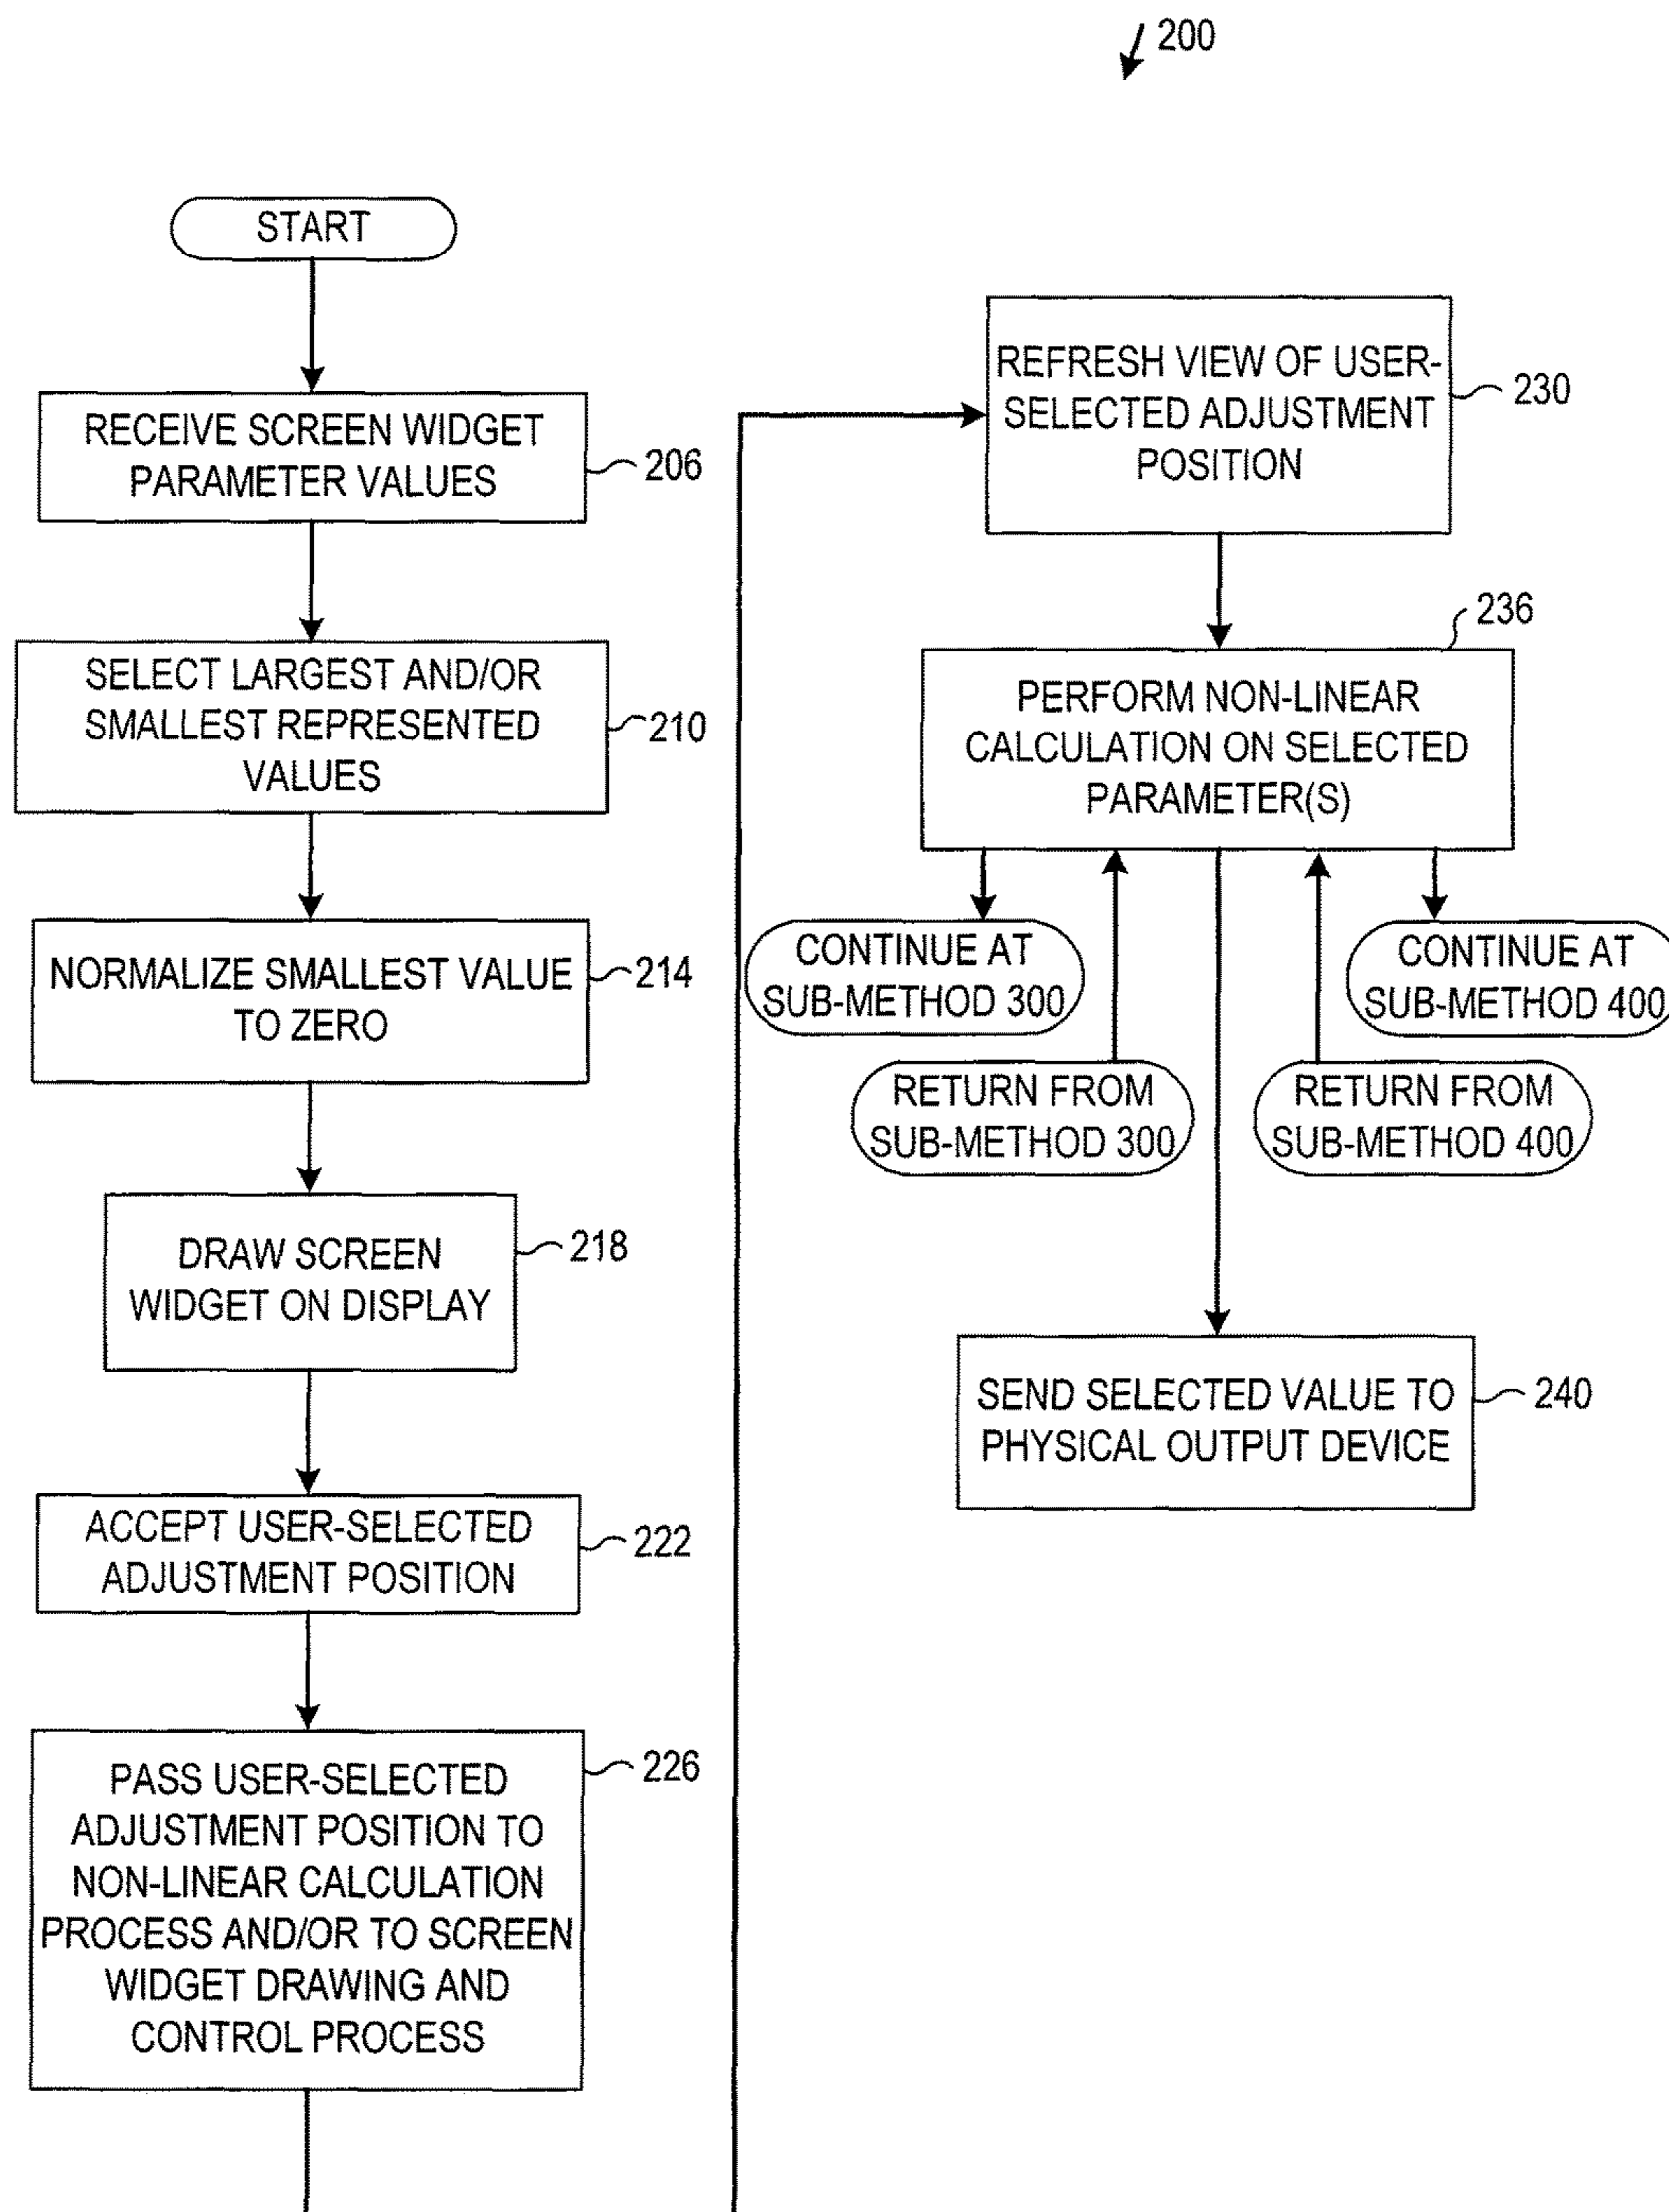 200
START
RECEIVE SCREEN WIDGET
PARAMETER VALUES
206
SELECT LARGEST AND/OR
SMALLEST REPRESENTED
VALUES
210
NORMALIZE SMALLEST VALUE
TO ZERO
214
DRAW SCREEN
WIDGET ON DISPLAY
218
ACCEPT USER-SELECTED
ADJUSTMENT POSITION
222
PASS USER-SELECTED
ADJUSTMENT POSITION TO
NON-LINEAR CALCULATION
PROCESS AND/OR TO SCREEN
WIDGET DRAWING AND
CONTROL PROCESS
226
REFRESH VIEW OF USER-
SELECTED ADJUSTMENT
POSITION
230
236
PERFORM NON-LINEAR
CALCULATION ON SELECTED
PARAMETER(S)
CONTINUE AT
SUB-METHOD 300
CONTINUE AT
SUB-METHOD 400
RETURN FROM
SUB-METHOD 300
RETURN FROM
SUB-METHOD 400
SEND SELECTED VALUE TO
PHYSICAL OUTPUT DEVICE
240